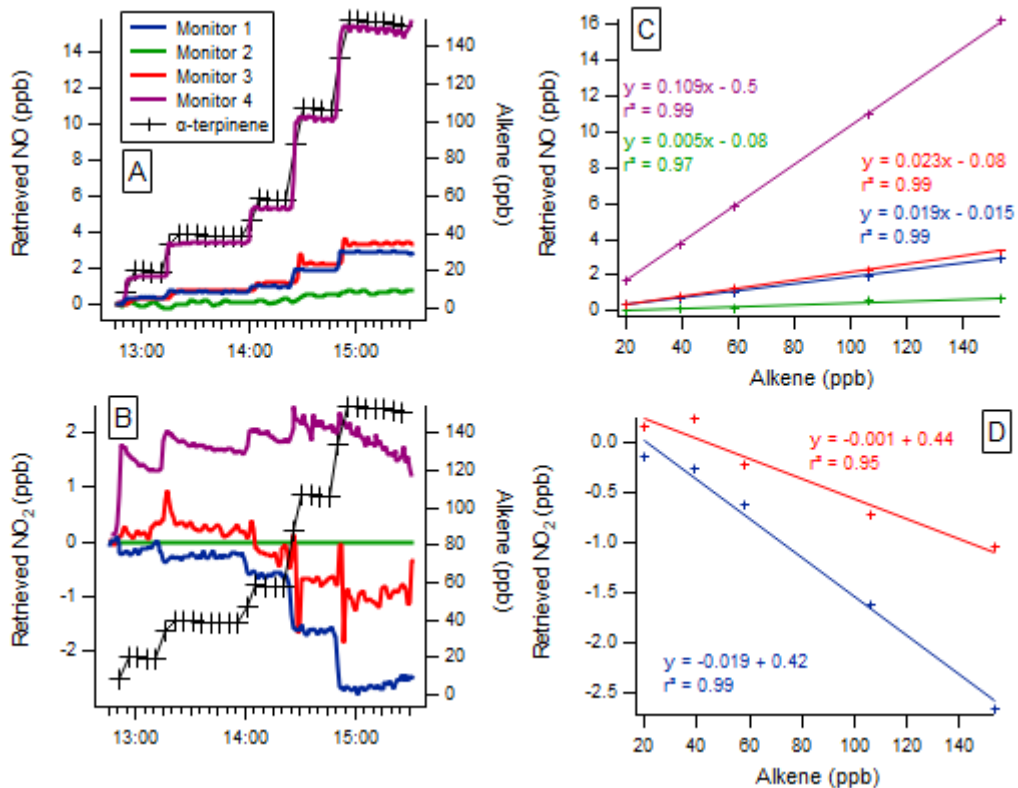 Monitor 1
Monitor 2
Monitor 3
Monitor 4
α-terpinene
A
Retrieved NO (ppb)
14
12
10
8
6
4
2
0
Alkene (ppb)
140
120
100
80
60
40
20
0
13:00
14:00
15:00
C
Retrieved NO (ppb)
16
14
12
10
8
6
4
2
0
y = 0.109x - 0.5
r² = 0.99
y = 0.005x - 0.08
r² = 0.97
y = 0.023x - 0.08
r² = 0.99
y = 0.019x - 0.015
r² = 0.99
20
40
60
80
100
120
140
Alkene (ppb)
B
Retrieved NO₂ (ppb)
2
1
0
-1
-2
Alkene (ppb)
140
120
100
80
60
40
20
0
13:00
14:00
15:00
D
Retrieved NO₂ (ppb)
0.0
-0.5
-1.0
-1.5
-2.0
-2.5
y = -0.001 + 0.44
r² = 0.95
y = -0.019 + 0.42
r² = 0.99
20
40
60
80
100
120
140
Alkene (ppb)